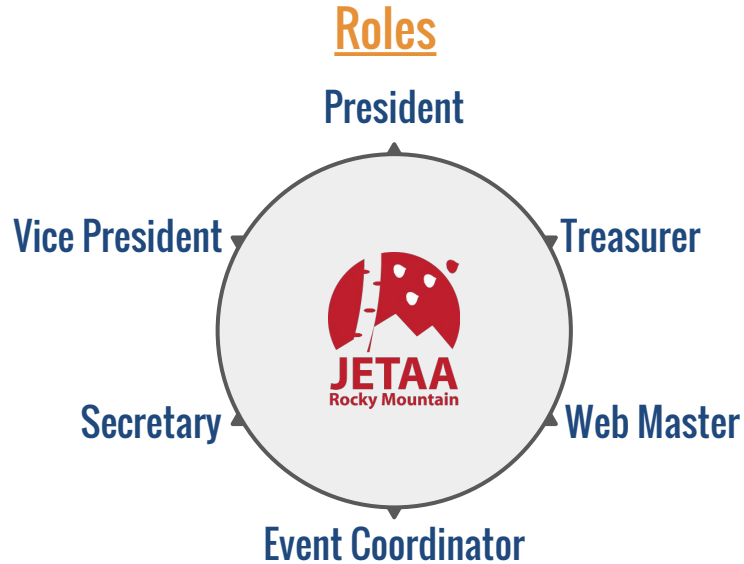 Roles
President
Vice President
Treasurer
JETAA
Rocky Mountain
Secretary
Web Master
Event Coordinator